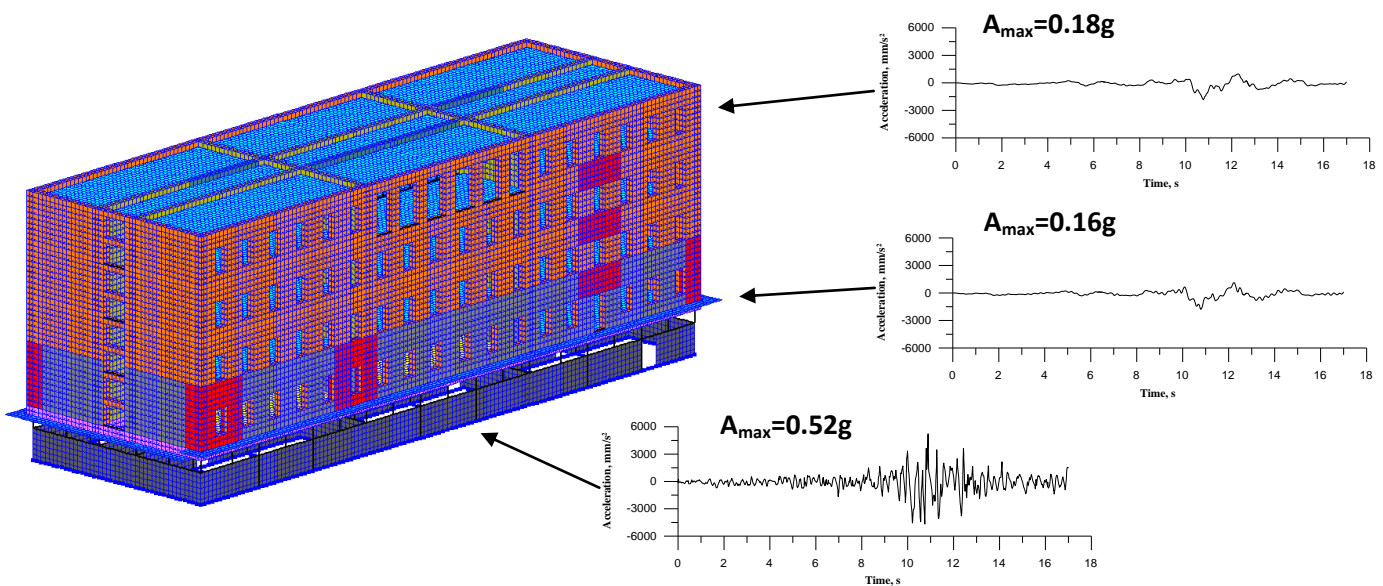 Amax=0.18g
Acceleration, mm/s²
6000
3000
0
-3000
-6000
0 2 4 6 8 10 12 14 16 18
Time, s
Amax=0.16g
Acceleration, mm/s²
6000
3000
0
-3000
-6000
0 2 4 6 8 10 12 14 16 18
Time, s
Amax=0.52g
Acceleration, mm/s²
6000
3000
0
-3000
-6000
0 2 4 6 8 10 12 14 16 18
Time, s